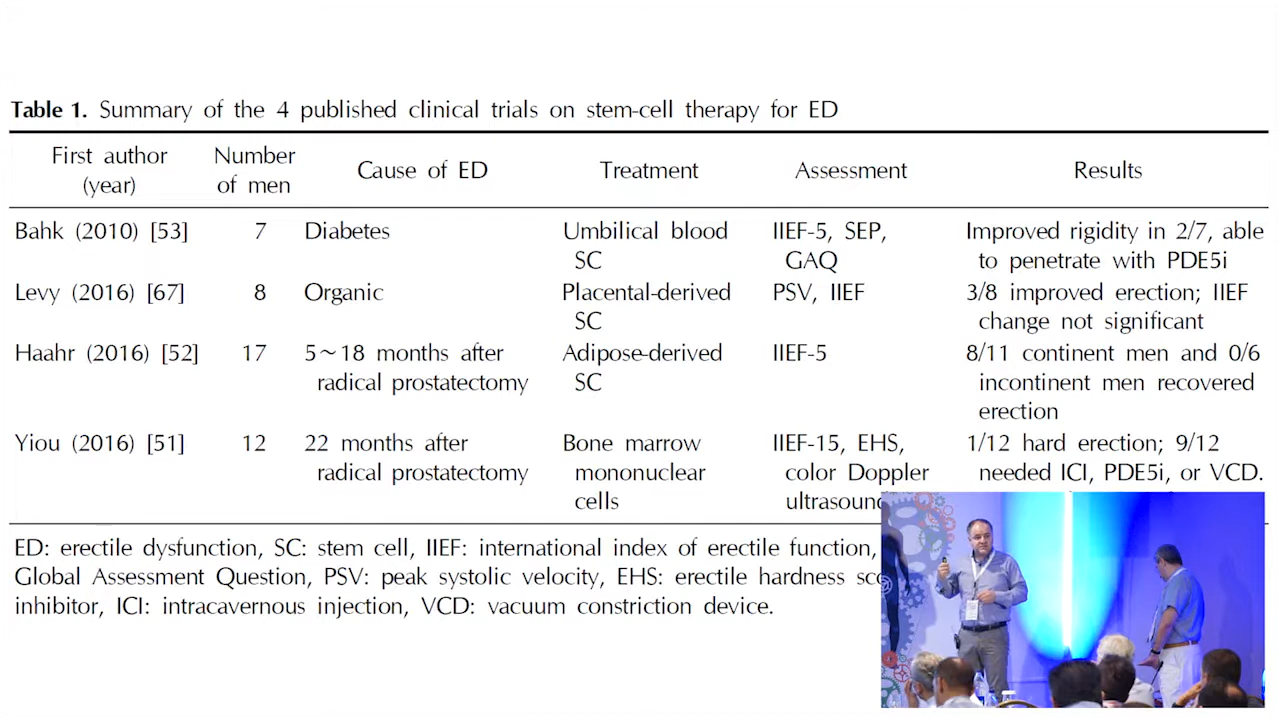 Table 1. Summary of the 4 published clinical trials on stem-cell therapy for ED
First author (year) Number of men Cause of ED Treatment Assessment Results
Bahk (2010) [53] 7 Diabetes Umbilical blood SC IIEF-5, SEP, GAQ Improved rigidity in 2/7, able to penetrate with PDE5i
Levy (2016) [67] 8 Organic Placental-derived SC PSV, IIEF 3/8 improved erection; IIEF change not significant
Haahr (2016) [52] 17 5~18 months after radical prostatectomy Adipose-derived SC IIEF-5 8/11 continent men and 0/6 incontinent men recovered erection
Yiou (2016) [51] 12 22 months after radical prostatectomy Bone marrow mononuclear cells IIEF-15, EHS, color Doppler ultrasound 1/12 hard erection; 9/12 needed ICI, PDE5i, or VCD.
ED: erectile dysfunction, SC: stem cell, IIEF: international index of erectile function,
Global Assessment Question, PSV: peak systolic velocity, EHS: erectile hardness
inhibitor, ICI: intracavernous injection, VCD: vacuum constriction device.